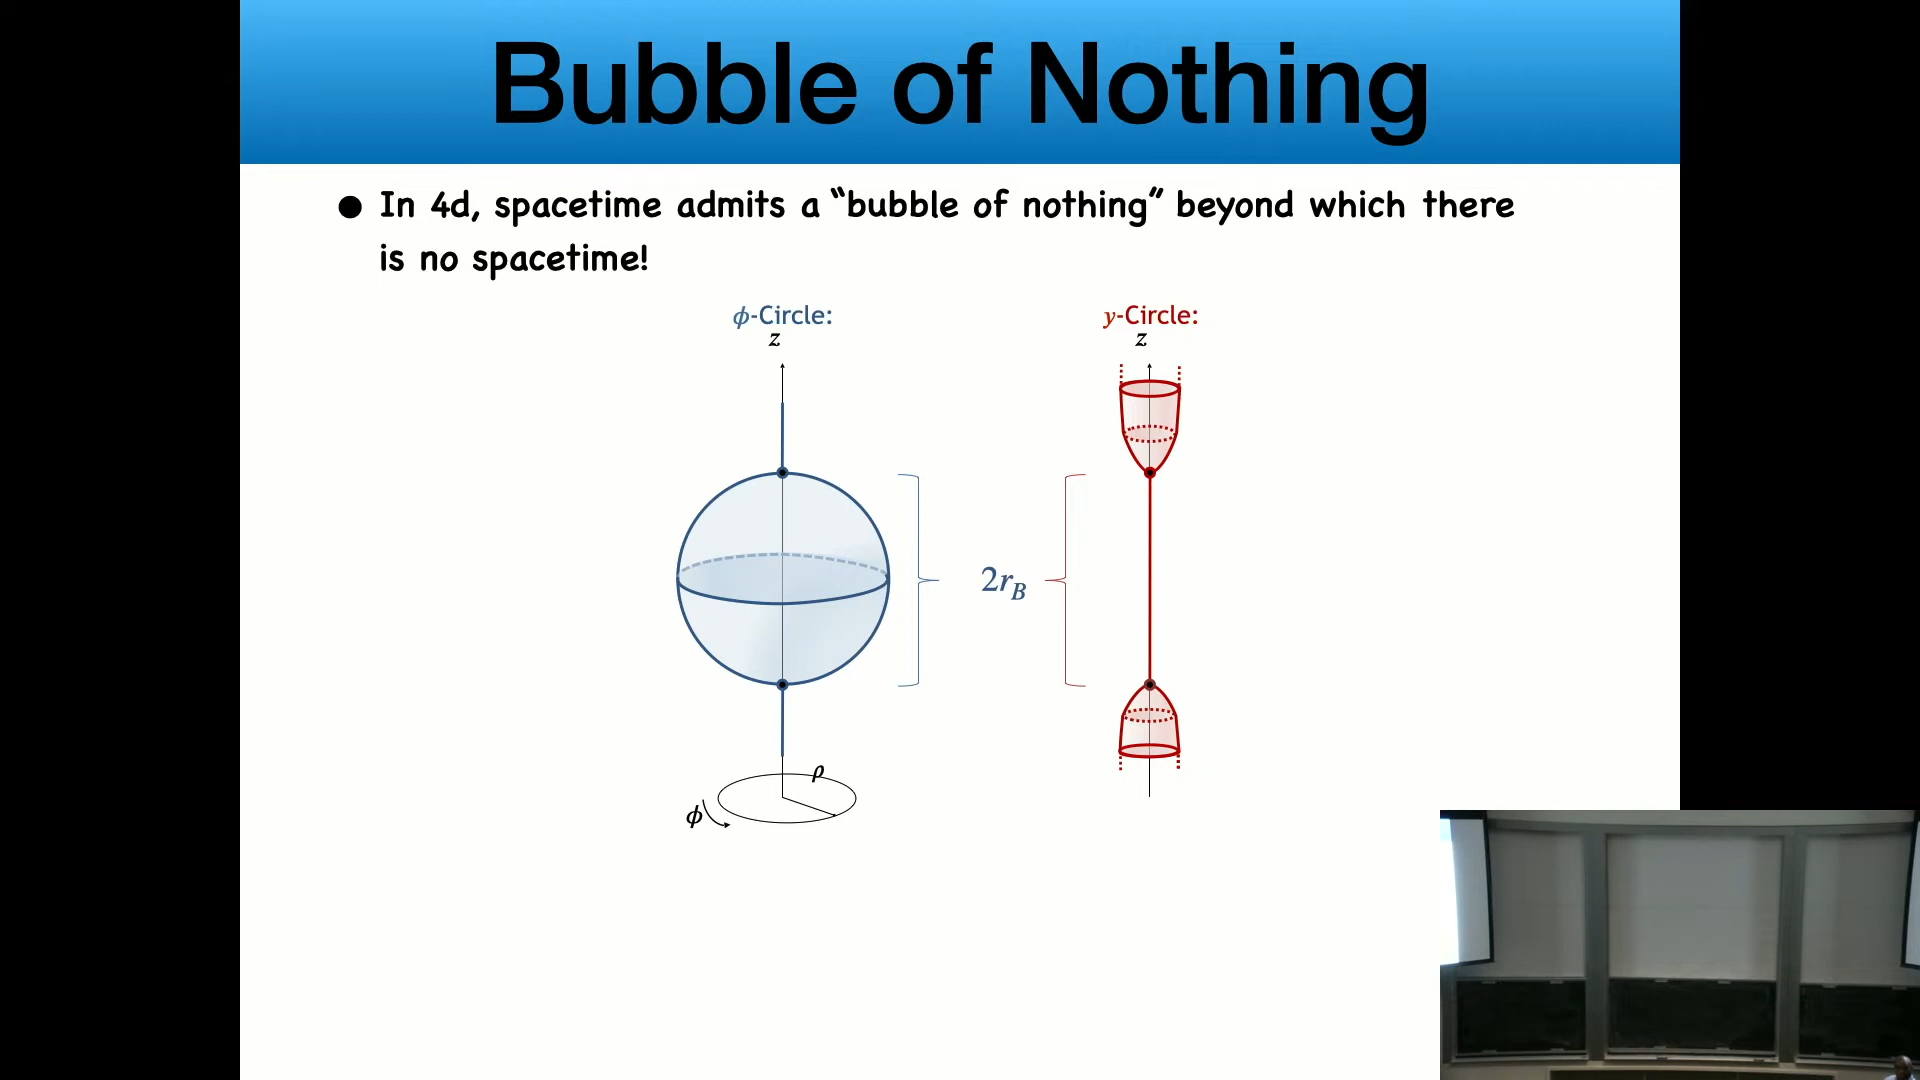 Bubble of Nothing
● In 4d, spacetime admits a “bubble of nothing” beyond which there
is no spacetime!
ϕ-Circle:
z
y-Circle:
z
2r_B
ρ
ϕ